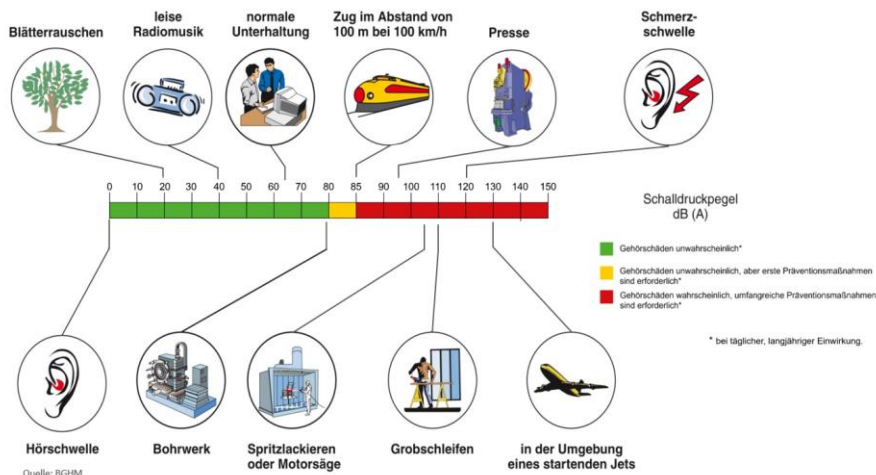 Blätterrauschen
leise
Radiomusik
normale
Unterhaltung
Zug im Abstand von
100 m bei 100 km/h
Presse
Schmerz-
schwelle
0 10 20 30 40 50 60 70 80 85 90 100 110 120 130 140 150
Schalldruckpegel
dB (A)
Gehörschäden unwahrscheinlich*
Gehörschäden unwahrscheinlich, aber erste Präventionsmaßnahmen
sind erforderlich*
Gehörschäden wahrscheinlich, umfangreiche Präventionsmaßnahmen
sind erforderlich*
* bei täglicher, langjähriger Einwirkung.
Hörschwelle
Bohrwerk
Spritzlackieren
oder Motorsäge
Grobschleifen
in der Umgebung
eines startenden Jets
Quelle: BGHM